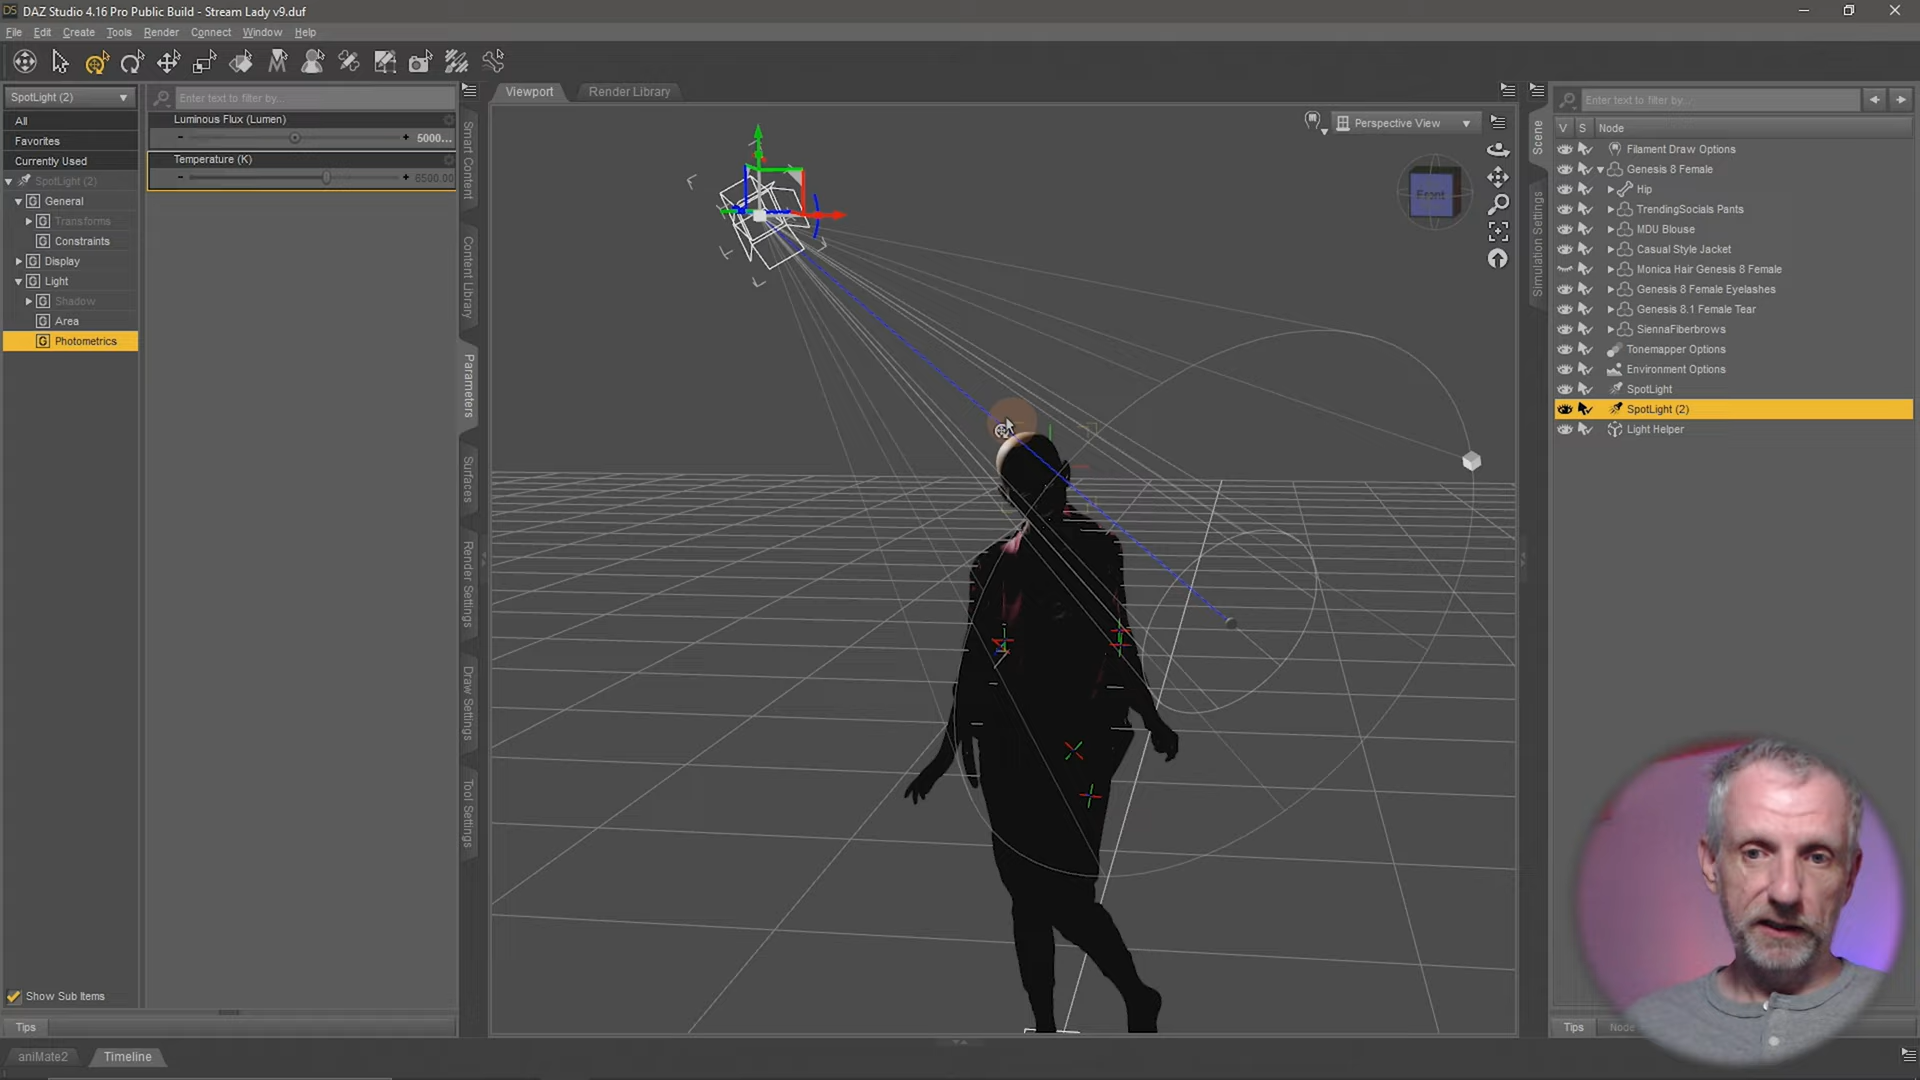 DS DAZ Studio 4.16 Pro Public Build - Stream Lady v9.duf
File Edit Create Tools Render Connect Window Help
SpotLight (2)
All
Favorites
Currently Used
SpotLight (2)
General
Transforms
Constraints
Display
Light
Shadow
Area
Photometrics
Show Sub Items
Tips
Enter text to filter by...
Luminous Flux (Lumen)
5000...
Temperature (K)
6500.00
Smart Content
Content Library
Parameters
Surfaces
Render Settings
Draw Settings
Tool Settings
Viewport Render Library
Perspective View
Front
Scene
Simulation Settings
Enter text to filter by...
V S Node
Filament Draw Options
Genesis 8 Female
Hip
TrendingSocials Pants
MDU Blouse
Casual Style Jacket
Monica Hair Genesis 8 Female
Genesis 8 Female Eyelashes
Genesis 8.1 Female Tear
SiennaFiberbrows
Tonemapper Options
Environment Options
SpotLight
SpotLight (2)
Light Helper
Tips Node
aniMate2 Timeline